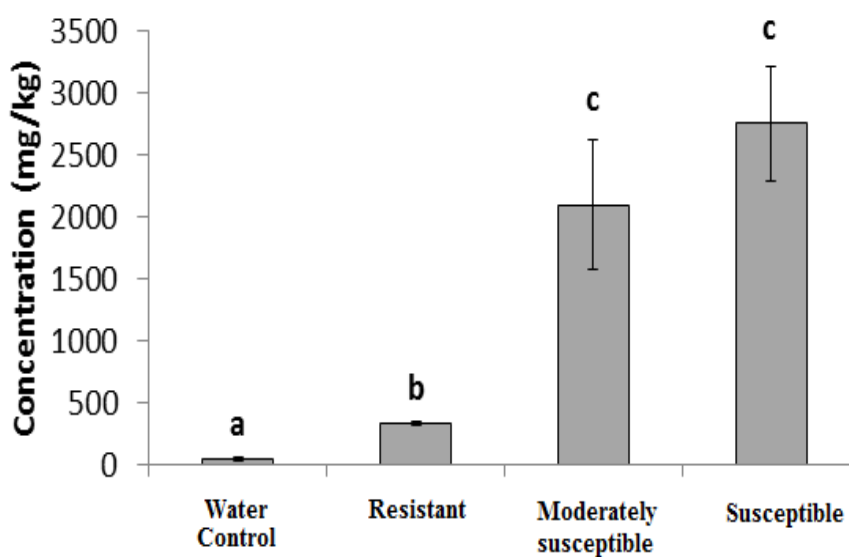 Concentration (mg/kg)
3500
3000
2500
2000
1500
1000
500
0
a
b
c
c
Water
Control
Resistant
Moderately
susceptible
Susceptible